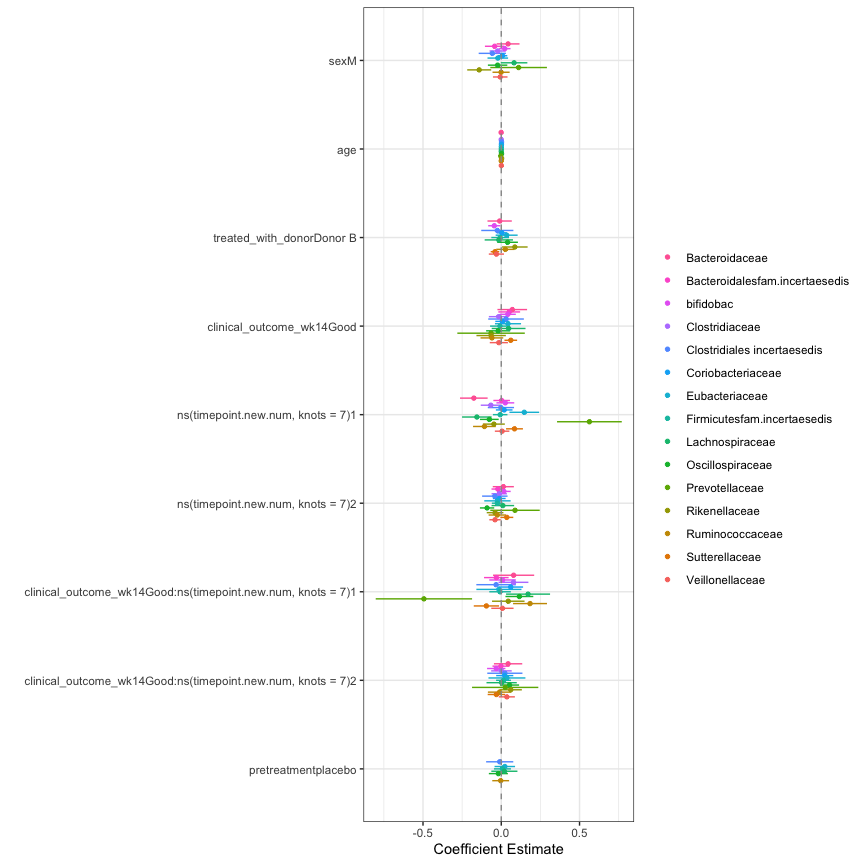 sexM
age
treated_with_donorDonor B
clinical_outcome_wk14Good
ns(timepoint.new.num, knots = 7)1
ns(timepoint.new.num, knots = 7)2
clinical_outcome_wk14Good:ns(timepoint.new.num, knots = 7)1
clinical_outcome_wk14Good:ns(timepoint.new.num, knots = 7)2
pretreatmentplacebo
-0.5 0.0 0.5
Coefficient Estimate
Bacteroidaceae
Bacteroidalesfam.incertaesedis
bifidobac
Clostridiaceae
Clostridiales incertaesedis
Coriobacteriaceae
Eubacteriaceae
Firmicutesfam.incertaesedis
Lachnospiraceae
Oscillospiraceae
Prevotellaceae
Rikenellaceae
Ruminococcaceae
Sutterellaceae
Veillonellaceae